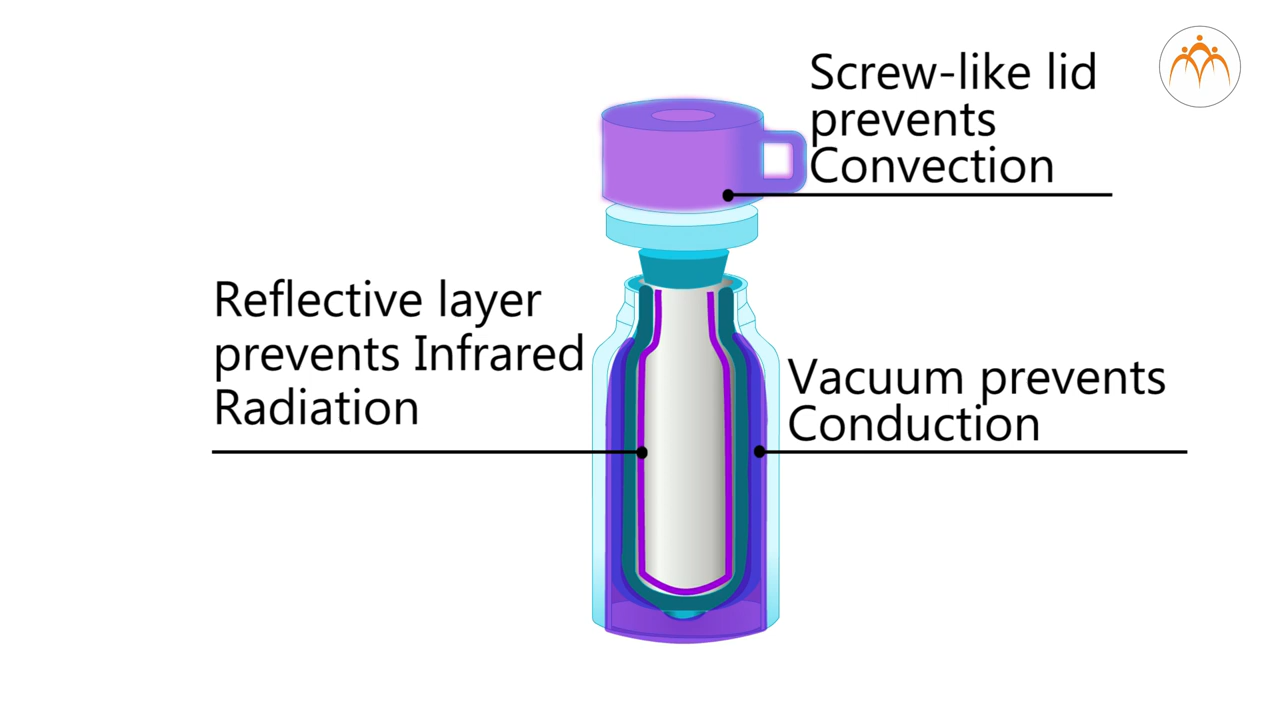 Screw-like lid
prevents
Convection
Reflective layer
prevents Infrared
Radiation
Vacuum prevents
Conduction